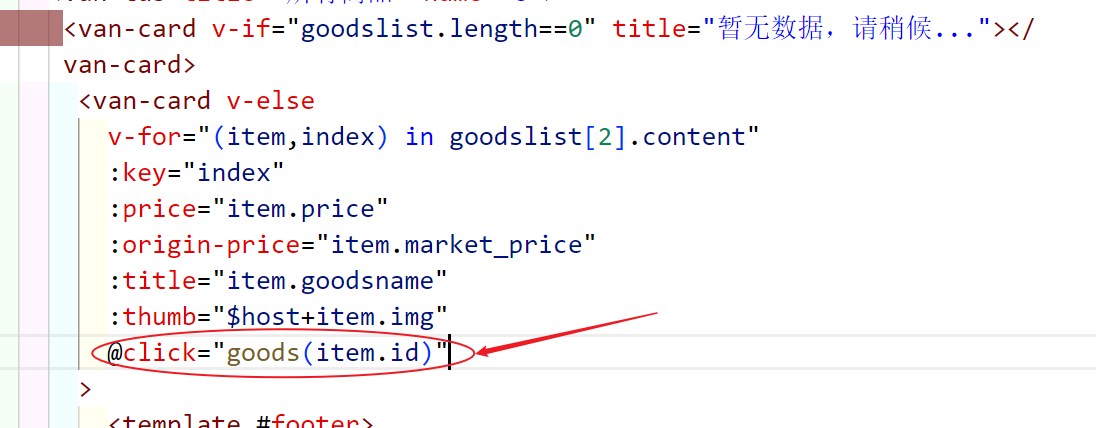 <van-card v-if="goodslist.length==0" title="暂无数据，请稍候..."></
van-card>
<van-card v-else
v-for="(item,index) in goodslist[2].content"
:key="index"
:price="item.price"
:origin-price="item.market_price"
:title="item.goodsname"
:thumb="$host+item.img"
@click="goods(item.id)"
>
<template #footer>